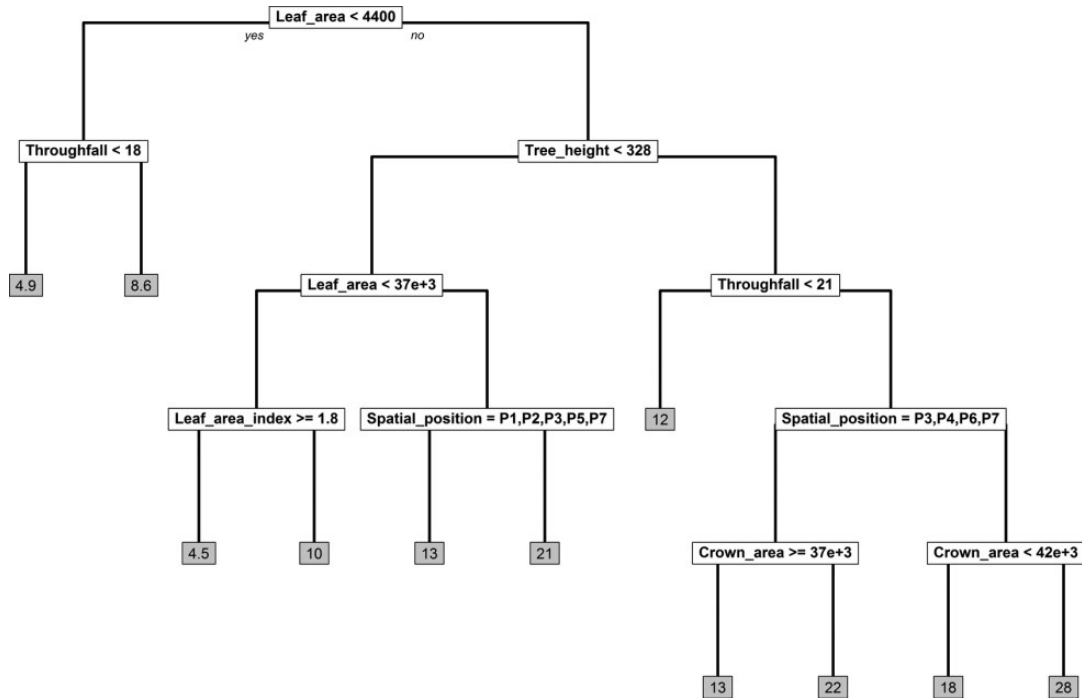 Leaf_area < 4400
yes
no
Throughfall < 18
Tree_height < 328
4.9
8.6
Leaf_area < 37e+3
Throughfall < 21
Leaf_area_index >= 1.8
Spatial_position = P1,P2,P3,P5,P7
12
Spatial_position = P3,P4,P6,P7
4.5
10
13
21
Crown_area >= 37e+3
Crown_area < 42e+3
13
22
18
28